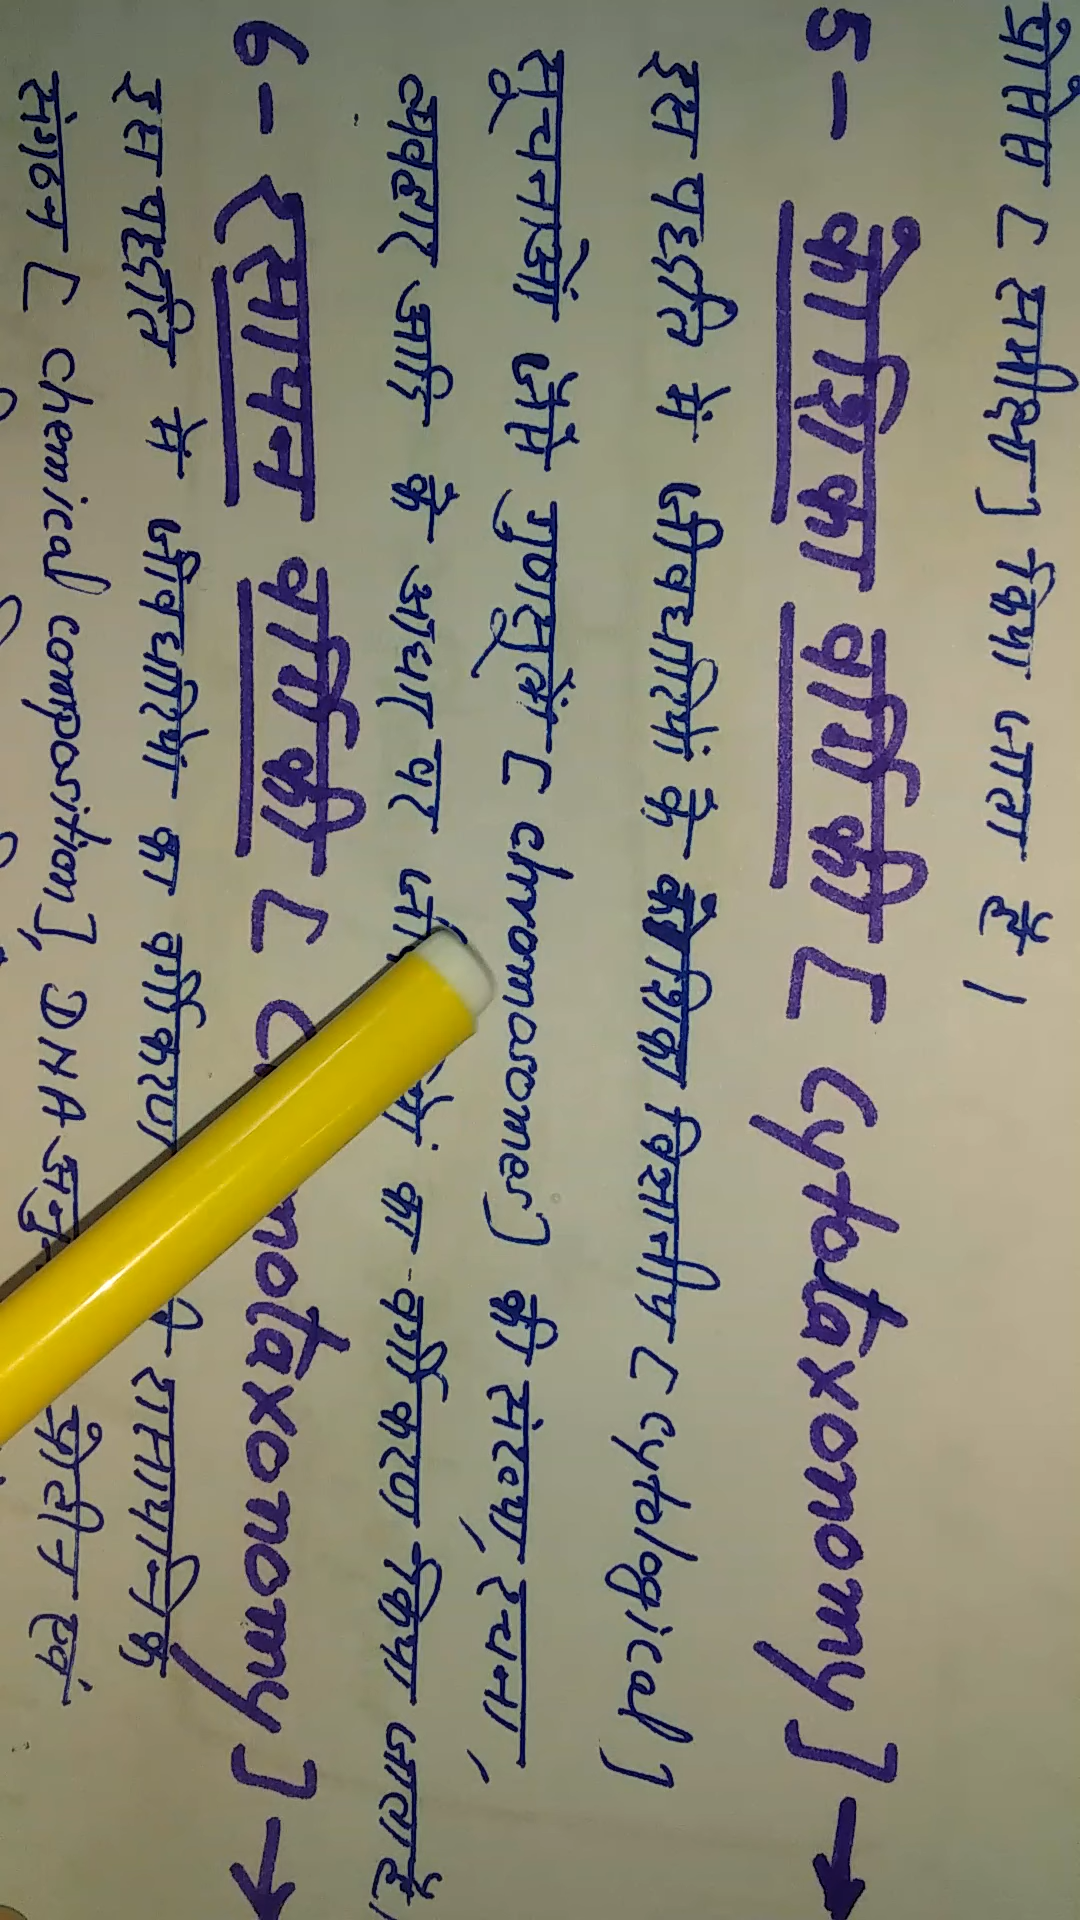 प्रोसेस [ समीक्षा ] किया जाता है ।
5 - कोशिका वर्गिकी [ Cytotaxonomy ] →
इस पद्धति में जीवधारियों के कोशिका विज्ञानीय [ Cytological ]
सूचनाओं जैसे गुणसूत्रों [ chromosomes ] की संख्या, रचना,
व्यवहार आदि के आधार पर का वर्गीकरण किया जाता है।
6 - रसायन वर्गिकी [ →
इस पद्धति में जीवधारियों का वर्गीकरण रासायनिक
संगठन [ chemical composition ], DNA प्रोटीन एवं